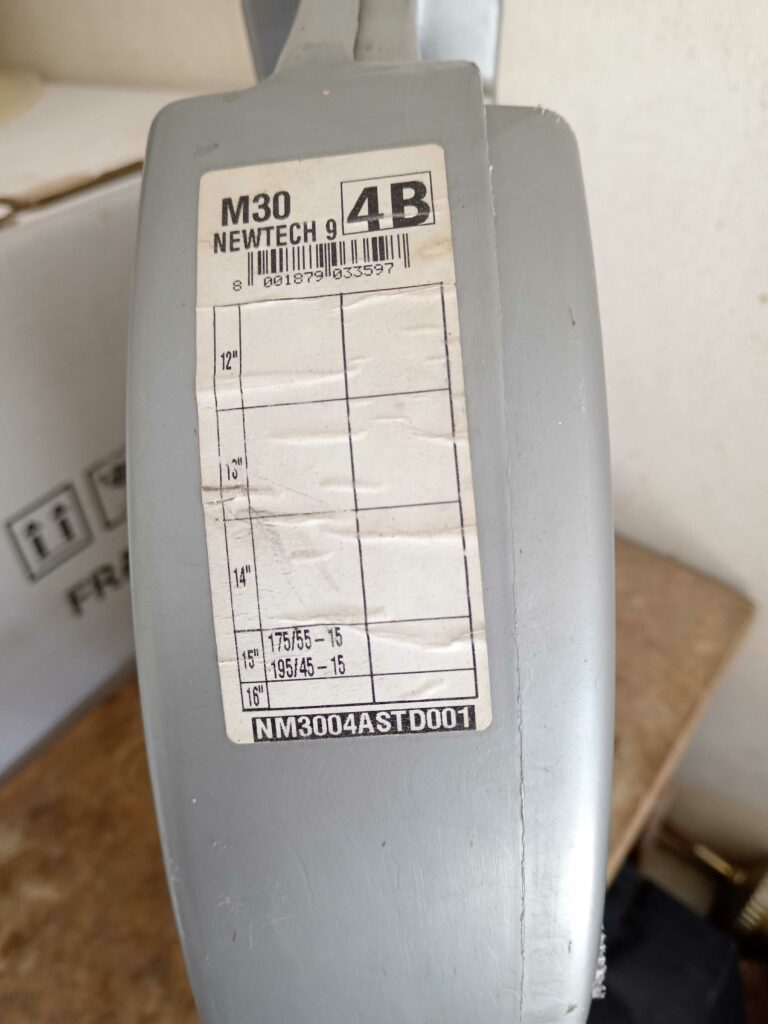 M30
4B
NEWTECH 9
8 001879 033597
12"
13"
14"
15" 175/55 - 15
195/45 - 15
16"
NM3004ASTD001